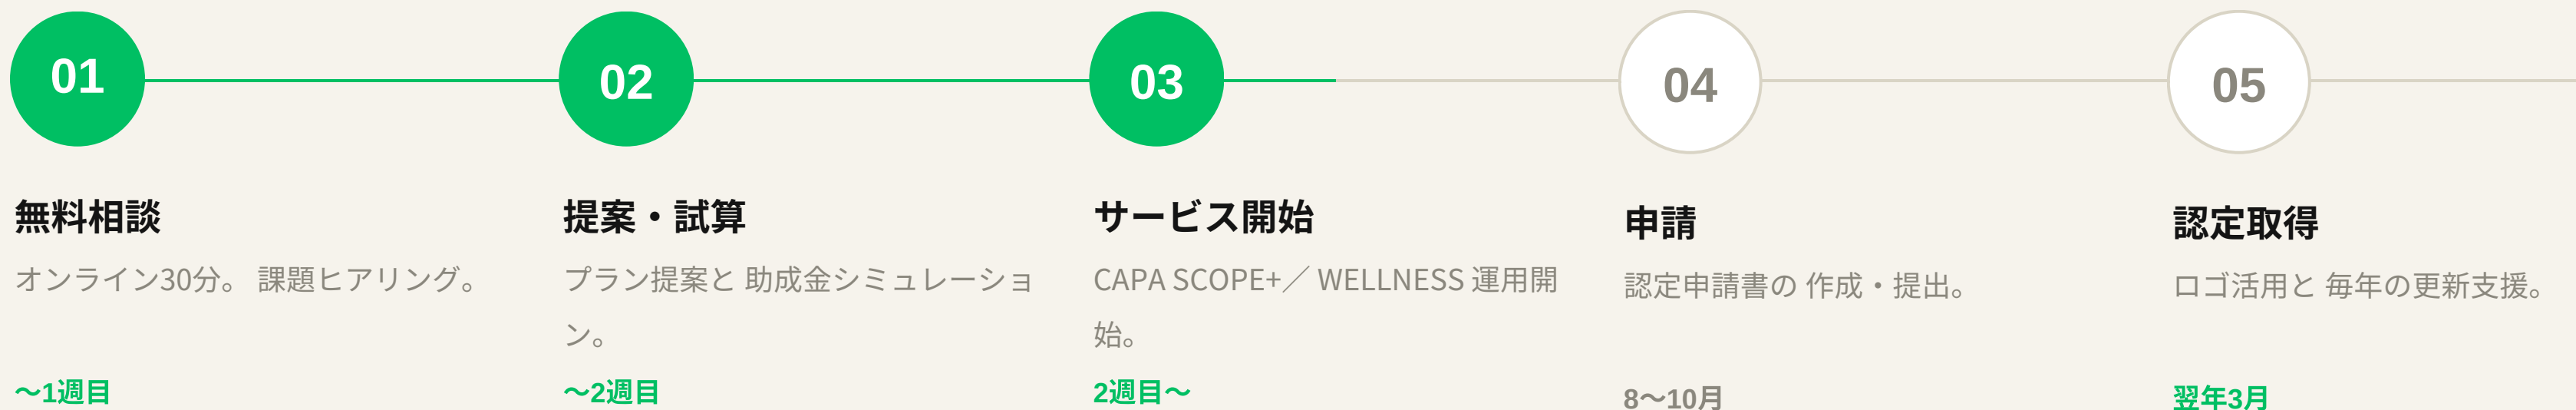 01
02
03
04
05
無料相談
オンライン30分。 課題ヒアリング。
〜1週目
提案・試算
プラン提案と 助成金シミュレーショ
ン。
〜2週目
サービス開始
CAPA SCOPE+／ WELLNESS 運用開
始。
2週目〜
申請
認定申請書の 作成・提出。
8〜10月
認定取得
ロゴ活用と 毎年の更新支援。
翌年3月